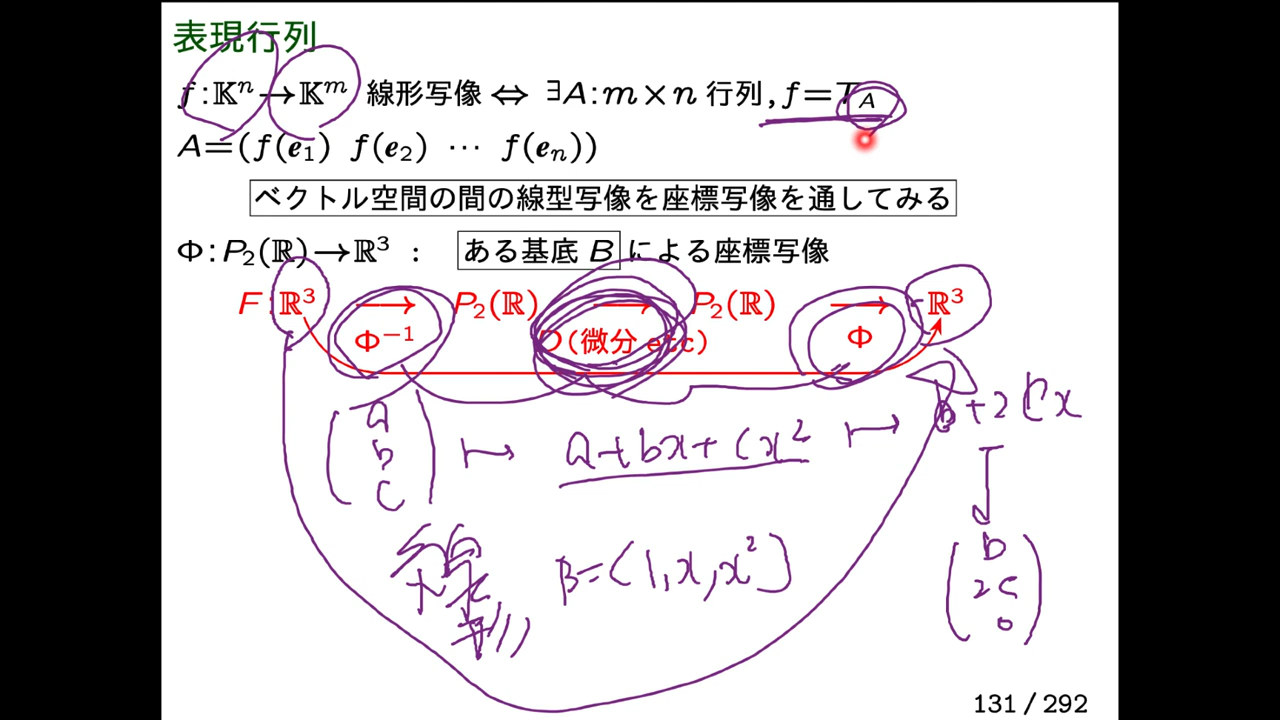 表現行列
f:𝕂ⁿ→𝕂ᵐ 線形写像⇔ ∃A:m×n 行列,f=T_A
A=(f(e₁) f(e₂) ⋯ f(eₙ))
ベクトル空間の間の線型写像を座標写像を通してみる
Φ:P₂(ℝ)→ℝ³ : ある基底 B による座標写像
F:ℝ³ → P₂(ℝ) → P₂(ℝ) → ℝ³
Φ⁻¹ D(微分 etc) Φ
(a b c) ↦ a+bx+cx² ↦ b+2cx
↓
線形 B=(1,x,x²) (b 2c 0)
131 / 292